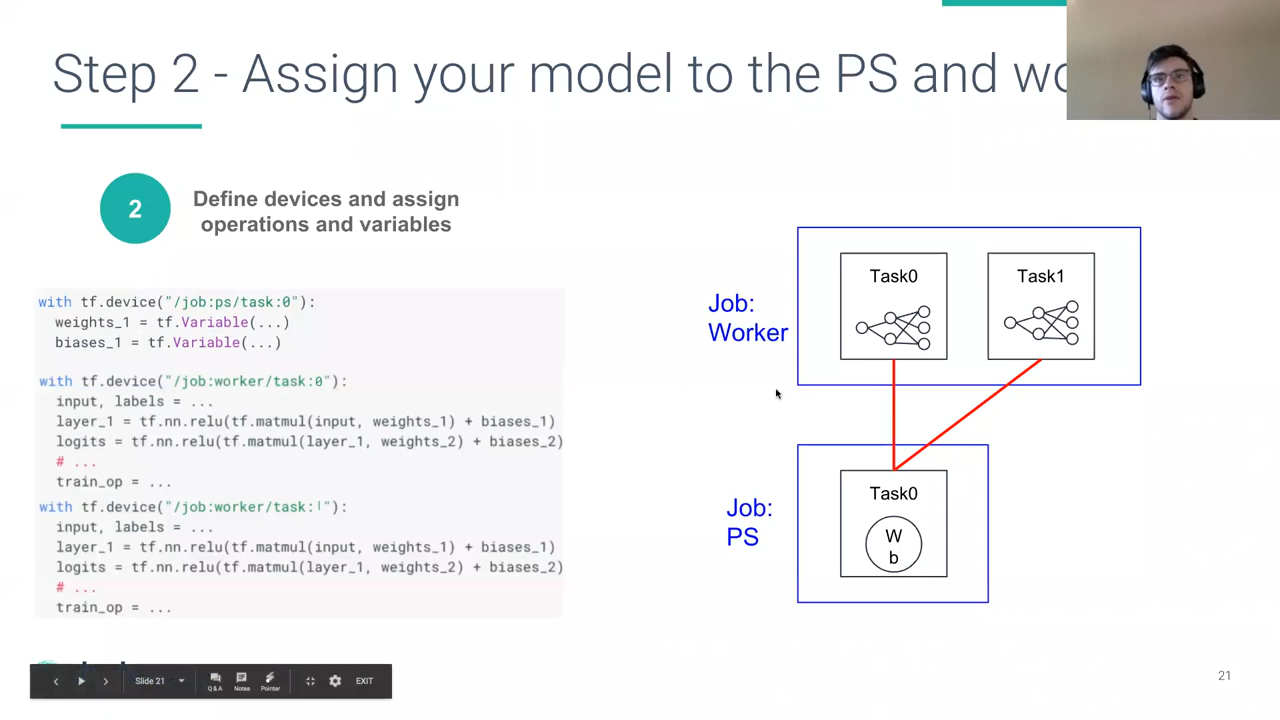 Step 2 - Assign your model to the PS and wo
2
Define devices and assign
operations and variables
with tf.device("/job:ps/task:0"):
weights_1 = tf.Variable(...)
biases_1 = tf.Variable(...)
with tf.device("/job:worker/task:0"):
input, labels = ...
layer_1 = tf.nn.relu(tf.matmul(input, weights_1) + biases_1)
logits = tf.nn.relu(tf.matmul(layer_1, weights_2) + biases_2)
# ...
train_op = ...
with tf.device("/job:worker/task:|"):
input, labels = ...
layer_1 = tf.nn.relu(tf.matmul(input, weights_1) + biases_1)
logits = tf.nn.relu(tf.matmul(layer_1, weights_2) + biases_2)
# ...
train_op = ...
Job:
Worker
Task0
Task1
Job:
PS
Task0
W
b
Slide 21
Q & A
Notes
Pointer
EXIT
21